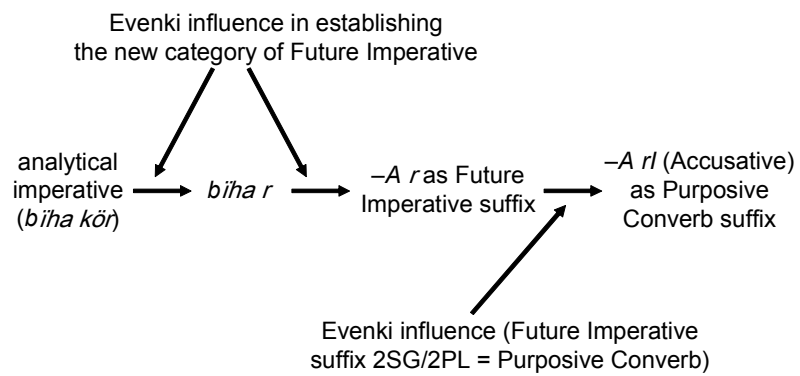 Evenki influence in establishing
the new category of Future Imperative
analytical
imperative
(bïha kör)
bïha r
–A r as Future
Imperative suffix
–A rI (Accusative)
as Purposive
Converb suffix
Evenki influence (Future Imperative
suffix 2SG/2PL = Purposive Converb)